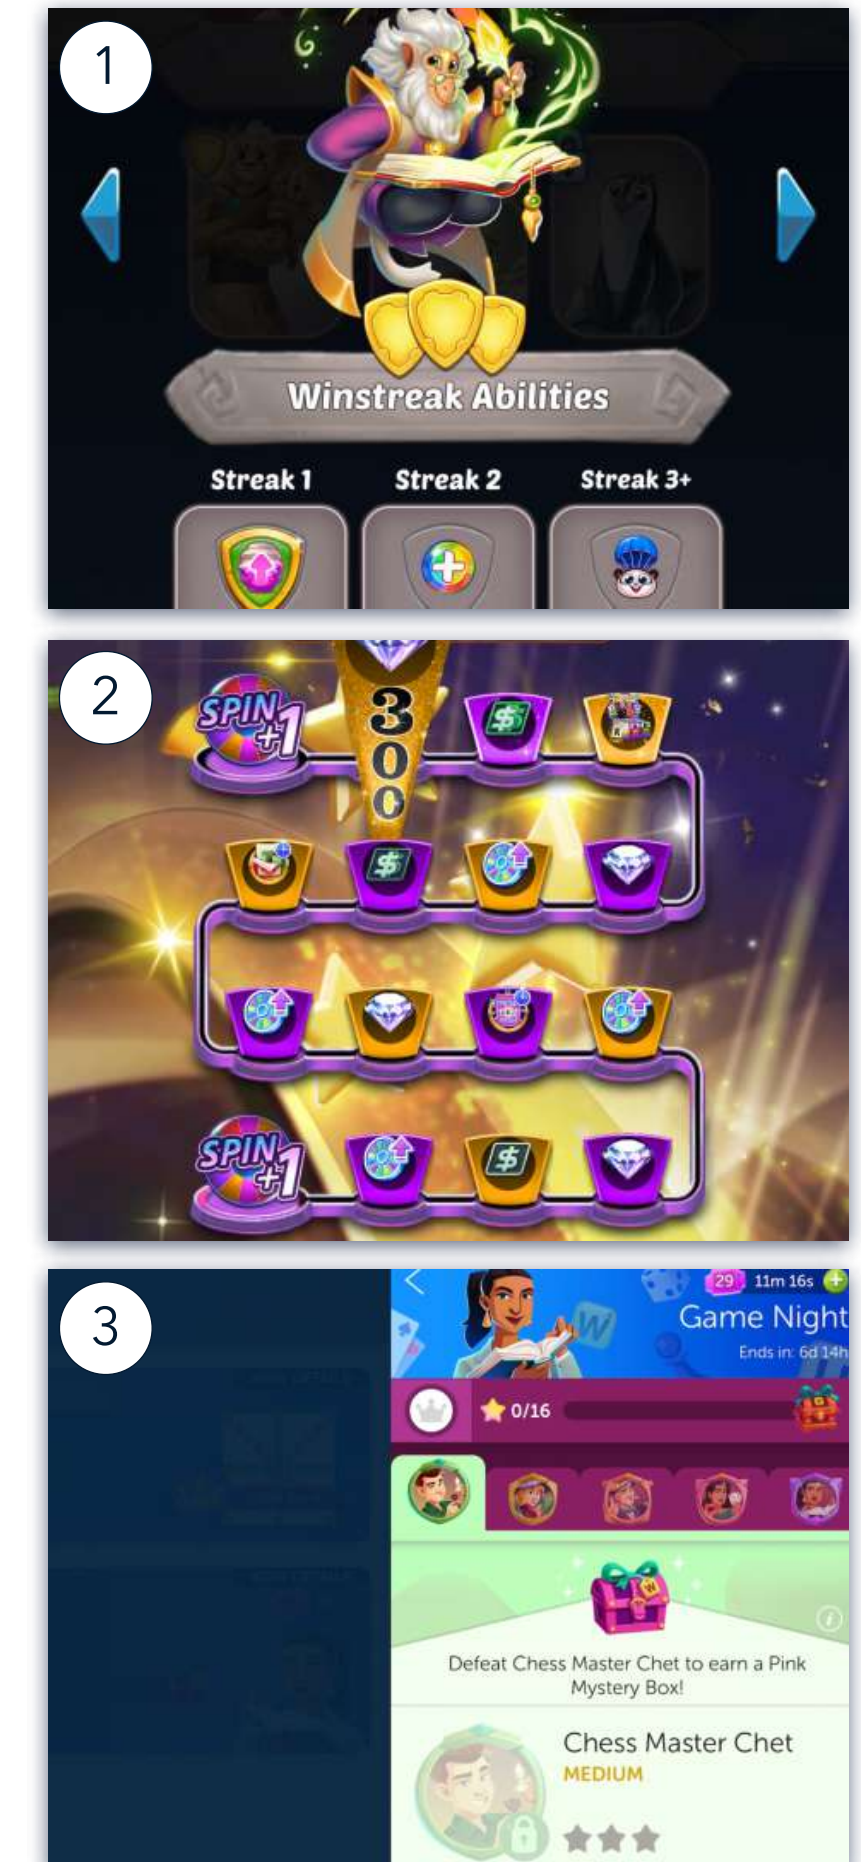 1
Winstreak Abilities
Streak 1
Streak 2
Streak 3+
2
SPIN
+1
300
SPIN
+1
3
29 11m 16s
Game Night
Ends in: 6d 14h
0/16
Defeat Chess Master Chet to earn a Pink
Mystery Box!
Chess Master Chet
MEDIUM